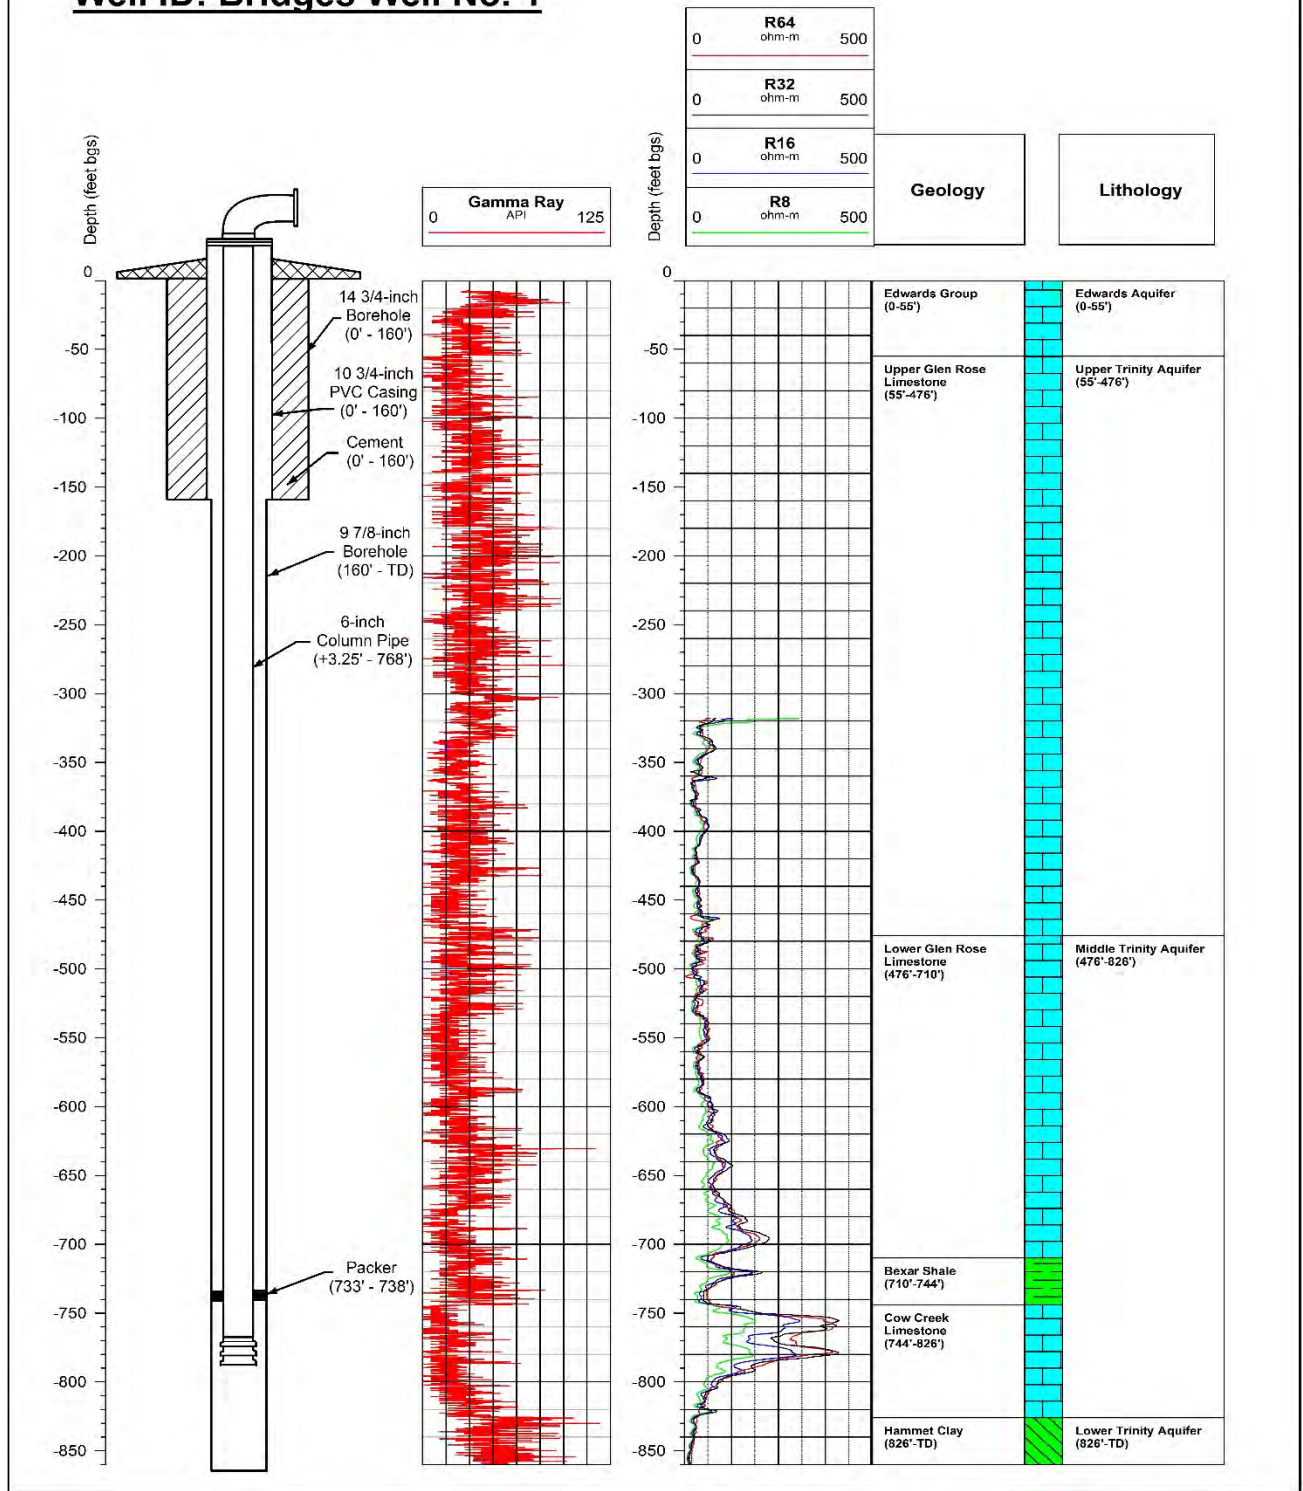 Well ID: Bridges Well No. 1
R64
ohm-m
0 500
R32
ohm-m
0 500
R16
ohm-m
0 500
R8
ohm-m
0 500
Gamma Ray
API
0 125
Geology
Lithology
Depth (feet bgs)
0
-50
-100
-150
-200
-250
-300
-350
-400
-450
-500
-550
-600
-650
-700
-750
-800
-850
14 3/4-inch
Borehole
(0' - 160')
10 3/4-inch
PVC Casing
(0' - 160')
Cement
(0' - 160')
9 7/8-inch
Borehole
(160' - TD)
6-inch
Column Pipe
(+3.25' - 768')
Packer
(733' - 738')
Depth (feet bgs)
0
-50
-100
-150
-200
-250
-300
-350
-400
-450
-500
-550
-600
-650
-700
-750
-800
-850
Edwards Group
(0-55')
Upper Glen Rose
Limestone
(55'-476')
Lower Glen Rose
Limestone
(476'-710')
Bexar Shale
(710'-744')
Cow Creek
Limestone
(744'-826')
Hammet Clay
(826'-TD)
Edwards Aquifer
(0-55')
Upper Trinity Aquifer
(55'-476')
Middle Trinity Aquifer
(476'-826')
Lower Trinity Aquifer
(826'-TD)